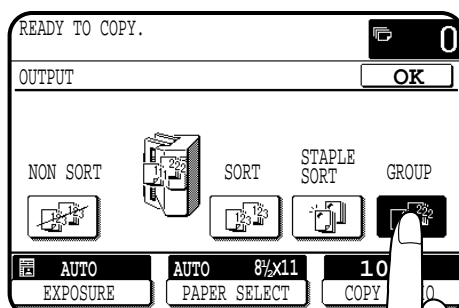 READY TO COPY.
0
OUTPUT
OK
NON SORT
SORT
STAPLE
SORT
GROUP
AUTO
AUTO 8½x11
10
EXPOSURE
PAPER SELECT
COPY